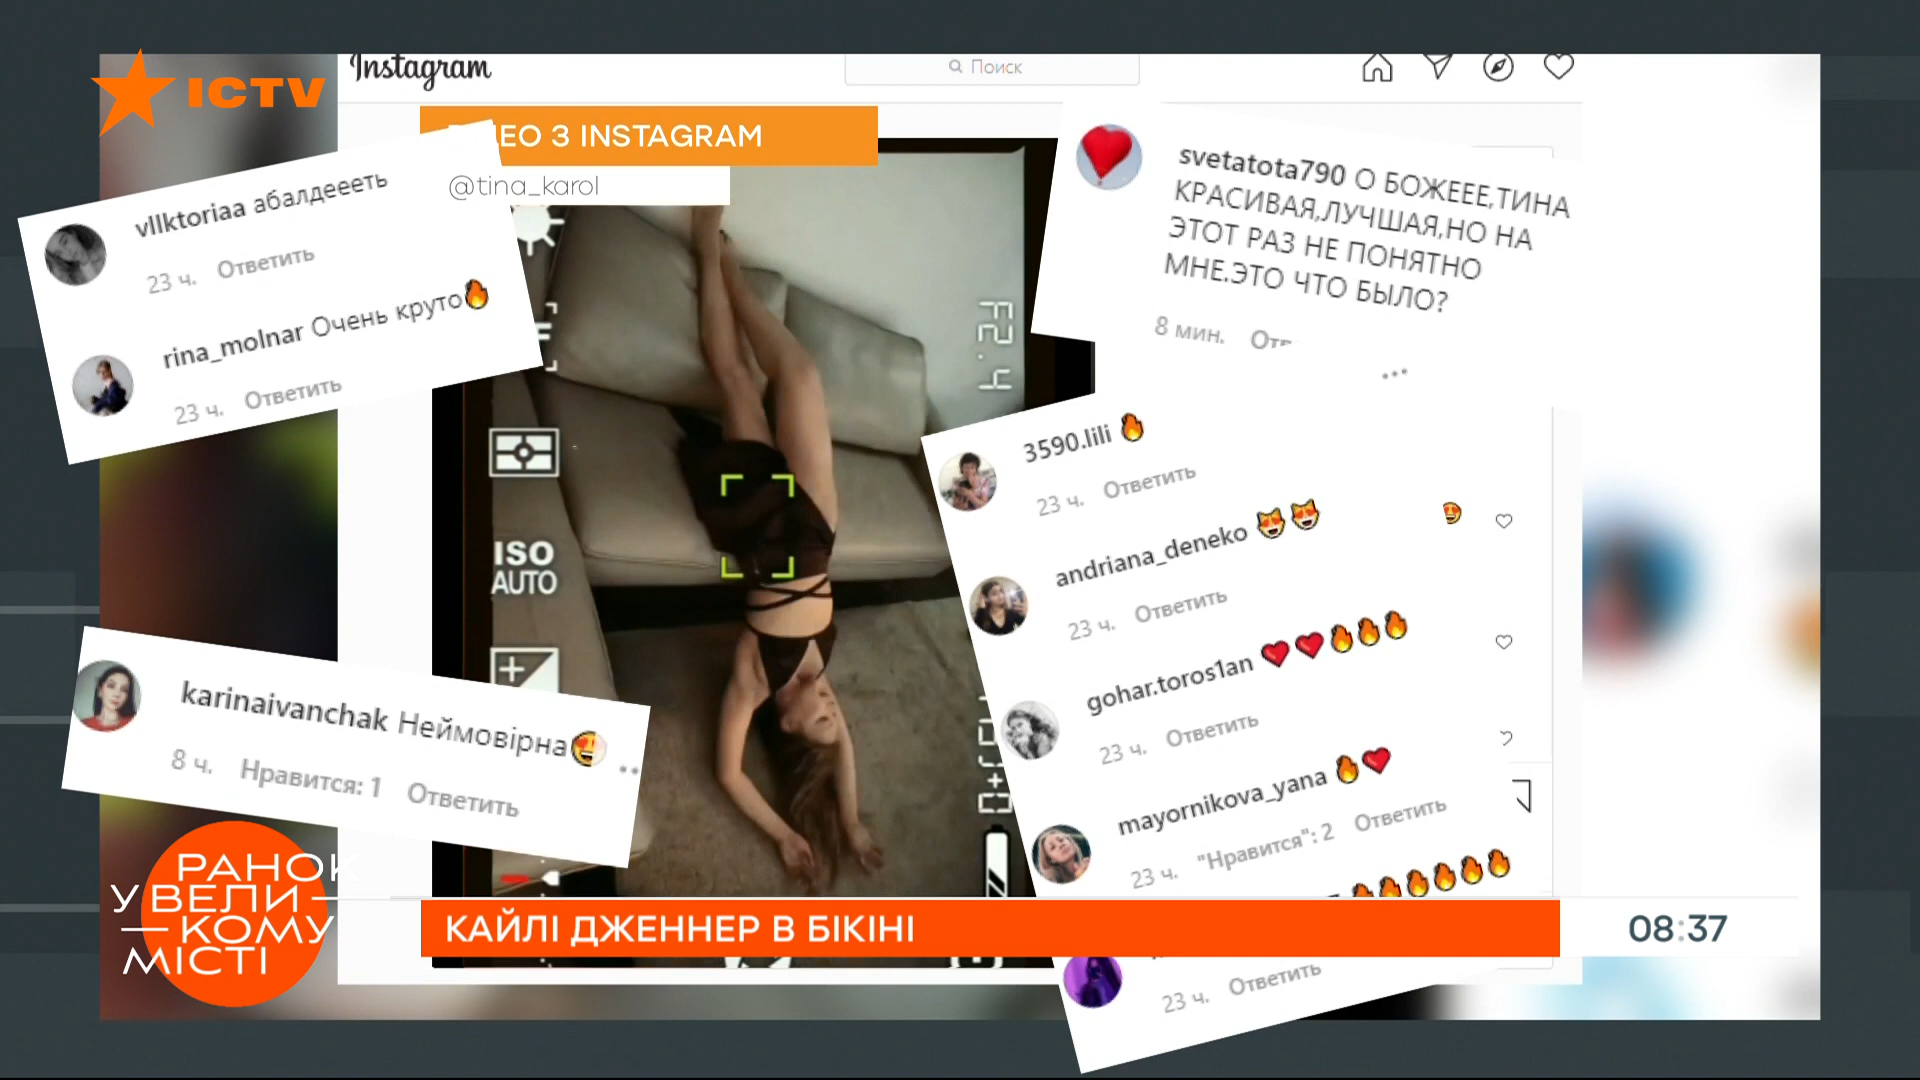 ICTV
Instagram
Поиск
ЕО З INSTAGRAM
@tina_karol
vllktoriaa абалдеееть
23 ч. Ответить
rina_molnar Очень круто🔥
23 ч. Ответить
svetatota790 О БОЖЕЕЕ,ТИНА
КРАСИВАЯ,ЛУЧШАЯ,НО НА
ЭТОТ РАЗ НЕ ПОНЯТНО
МНЕ.ЭТО ЧТО БЫЛО?
8 мин.
F2.4
ISO
AUTO
3590.lili 🔥
23 ч. Ответить
andriana_deneko 😻😻
23 ч. Ответить
gohar.toros1an ❤️❤️🔥🔥🔥
23 ч. Ответить
mayornikova_yana 🔥❤️
23 ч. "Нравится": 2 Ответить
🔥🔥🔥🔥🔥🔥
23 ч. Ответить
karinaivanchak Неймовірна🤩
8 ч. Нравится: 1 Ответить
РАНОК
У ВЕЛИ—
—КОМУ
МІСТІ
КАЙЛІ ДЖЕННЕР В БІКІНІ
08:37